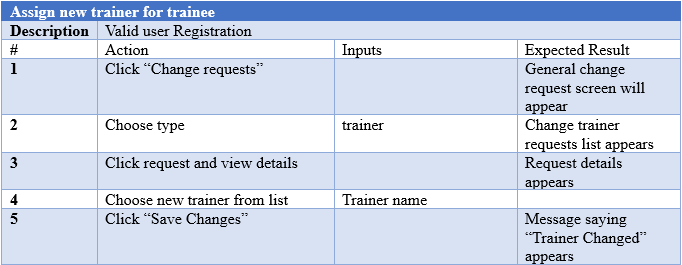 Assign new trainer for trainee
Description Valid user Registration
# Action Inputs Expected Result
1 Click “Change requests” General change
request screen will
appear
2 Choose type trainer Change trainer
requests list appears
3 Click request and view details Request details
appears
4 Choose new trainer from list Trainer name
5 Click “Save Changes” Message saying
“Trainer Changed”
appears